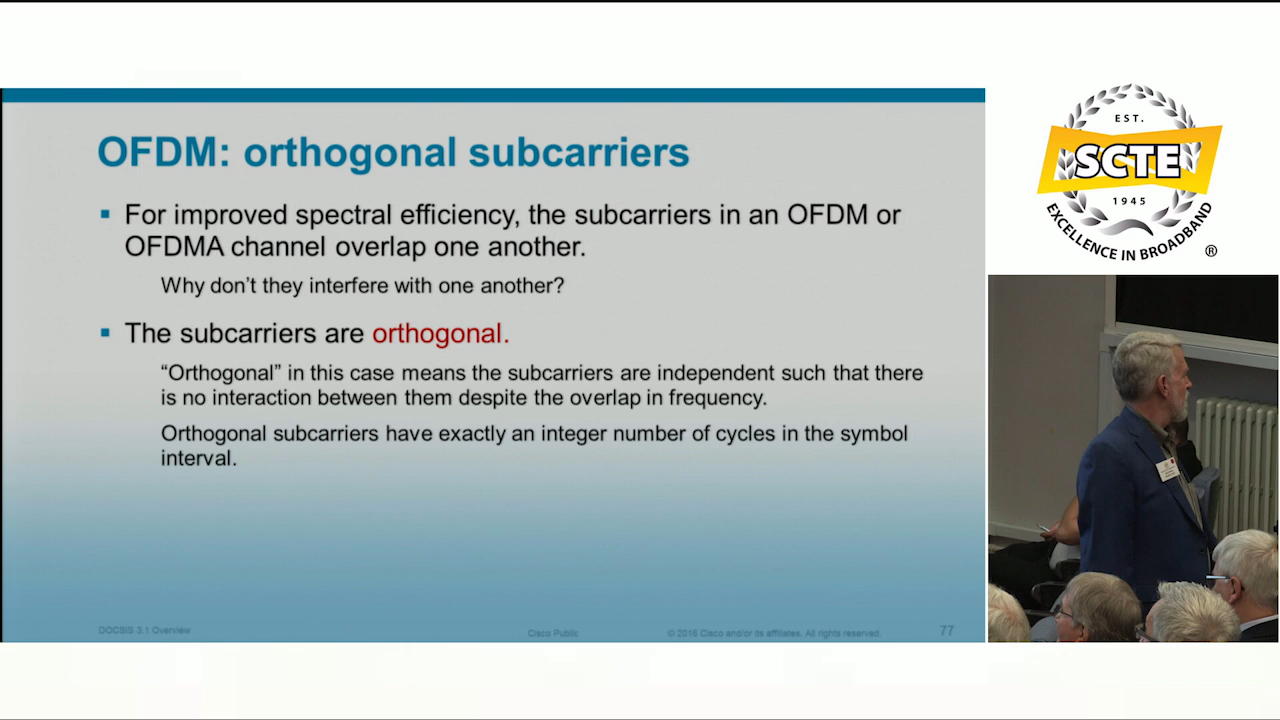 OFDM: orthogonal subcarriers
For improved spectral efficiency, the subcarriers in an OFDM or
OFDMA channel overlap one another.
Why don’t they interfere with one another?
The subcarriers are orthogonal.
“Orthogonal” in this case means the subcarriers are independent such that there
is no interaction between them despite the overlap in frequency.
Orthogonal subcarriers have exactly an integer number of cycles in the symbol
interval.
DOCSIS 3.1 Overview
Cisco Public
© 2016 Cisco and/or its affiliates. All rights reserved.
77
EST.
SCTE
1945
EXCELLENCE IN BROADBAND
®